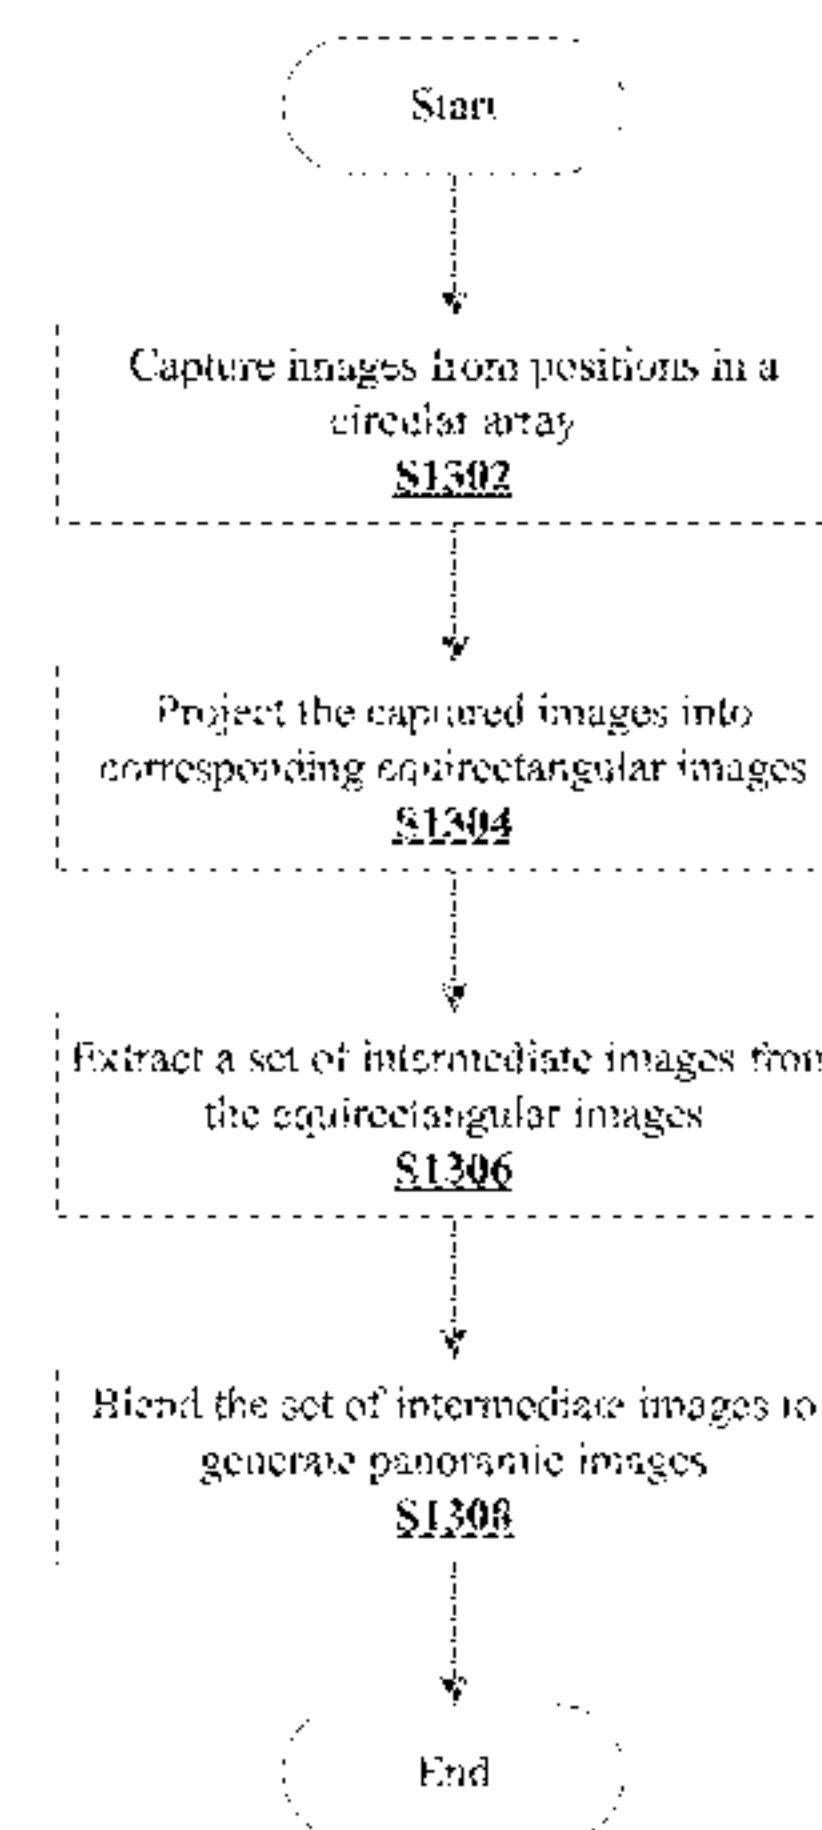 Start
Capture images from positions in a
circular array
S1302
Project the captured images into
corresponding equirectangular images
S1304
Extract a set of intermediate images from
the equirectangular images
S1306
Blend the set of intermediate images to
generate panoramic images
S1308
End